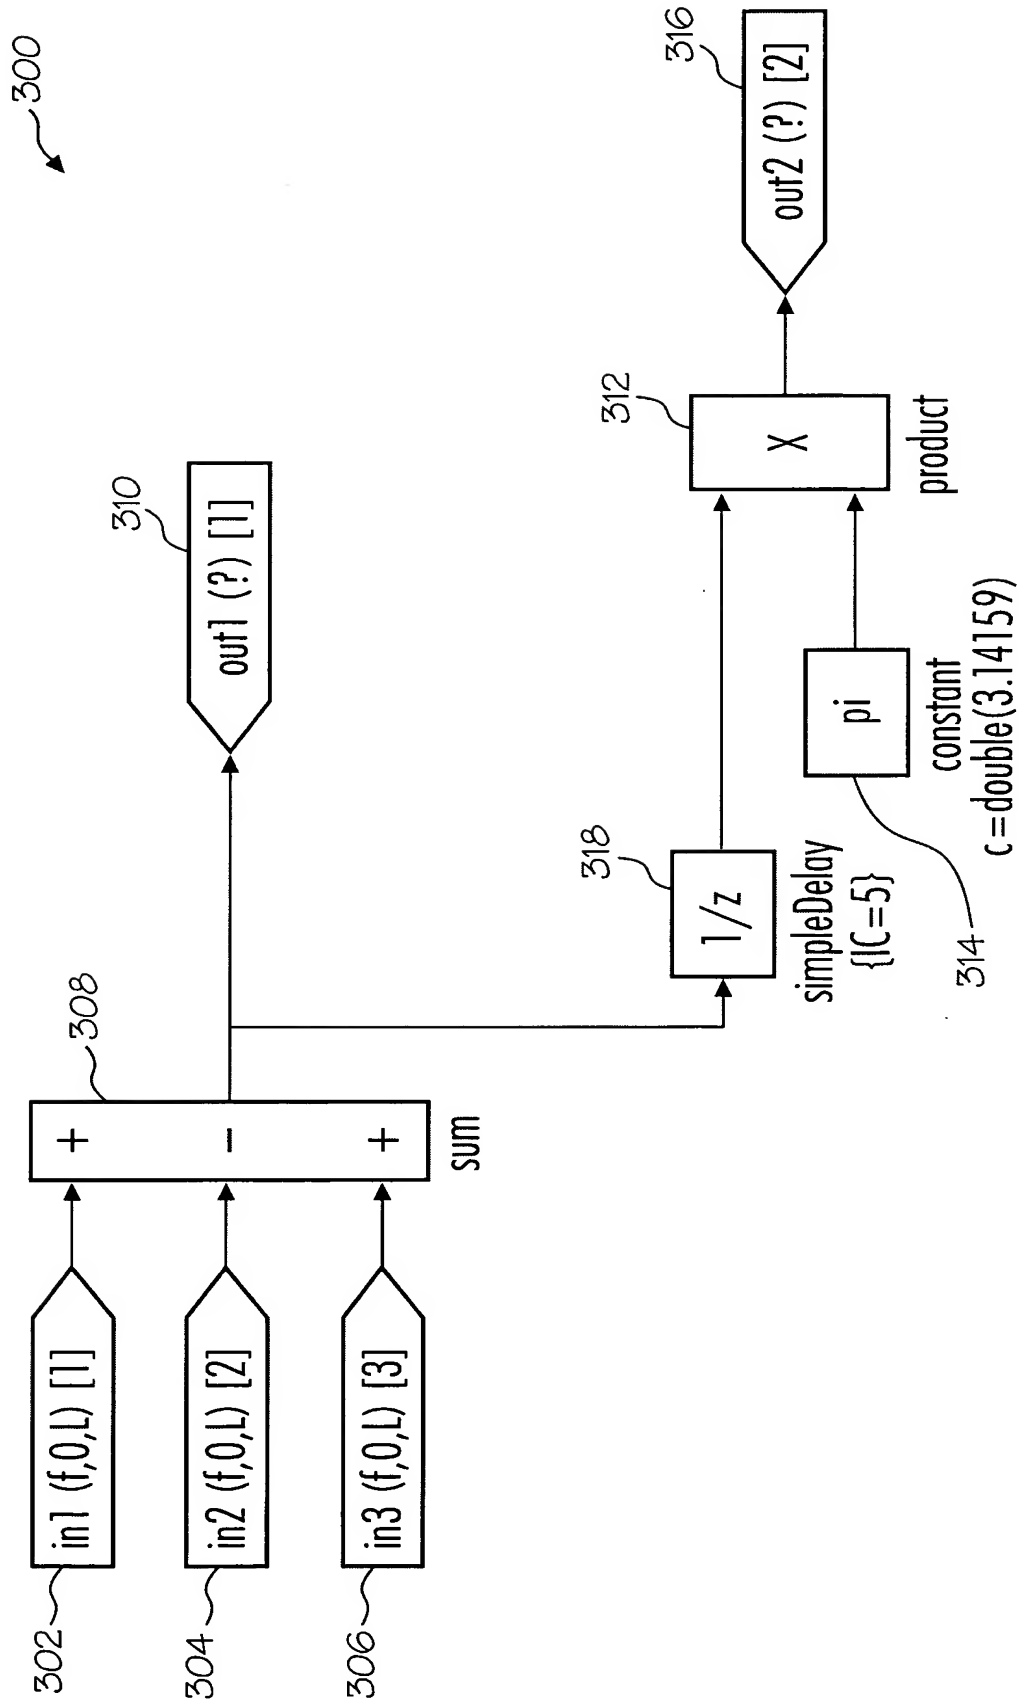 300
302
in1 (f,0,L) [1]
304
in2 (f,0,L) [2]
306
in3 (f,0,L) [3]
308
+
-
+
sum
310
out1 (?) [1]
318
1/z
simpleDelay
{IC=5}
314
pi
constant
c=double(3.14159)
312
X
product
316
out2 (?) [2]